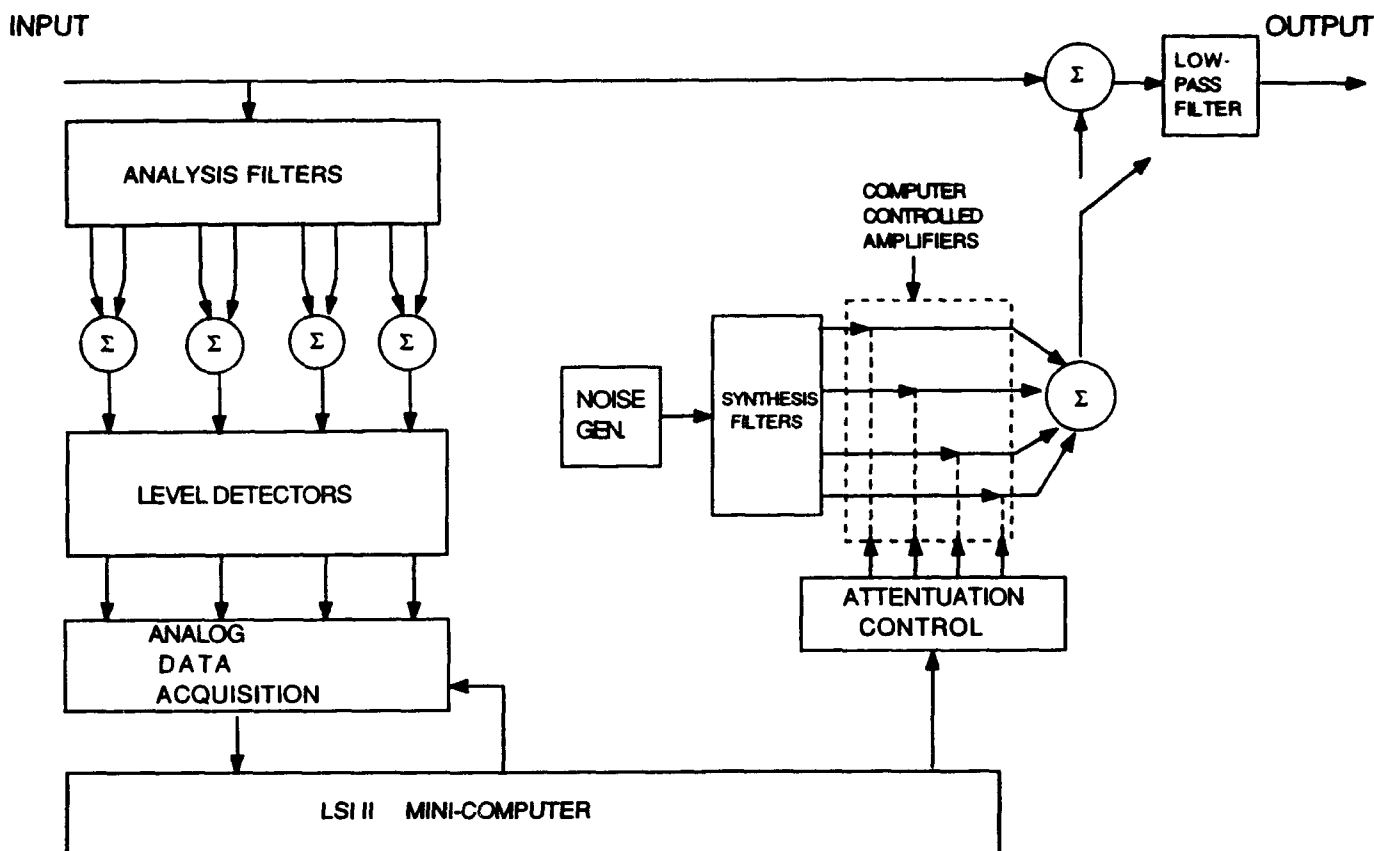 INPUT
OUTPUT
Σ
LOW-
PASS
FILTER
ANALYSIS FILTERS
COMPUTER
CONTROLLED
AMPLIFIERS
Σ
Σ
Σ
Σ
NOISE
GEN.
SYNTHESIS
FILTERS
Σ
LEVEL DETECTORS
ATTENTUATION
CONTROL
ANALOG
DATA
ACQUISITION
LSI II MINI-COMPUTER